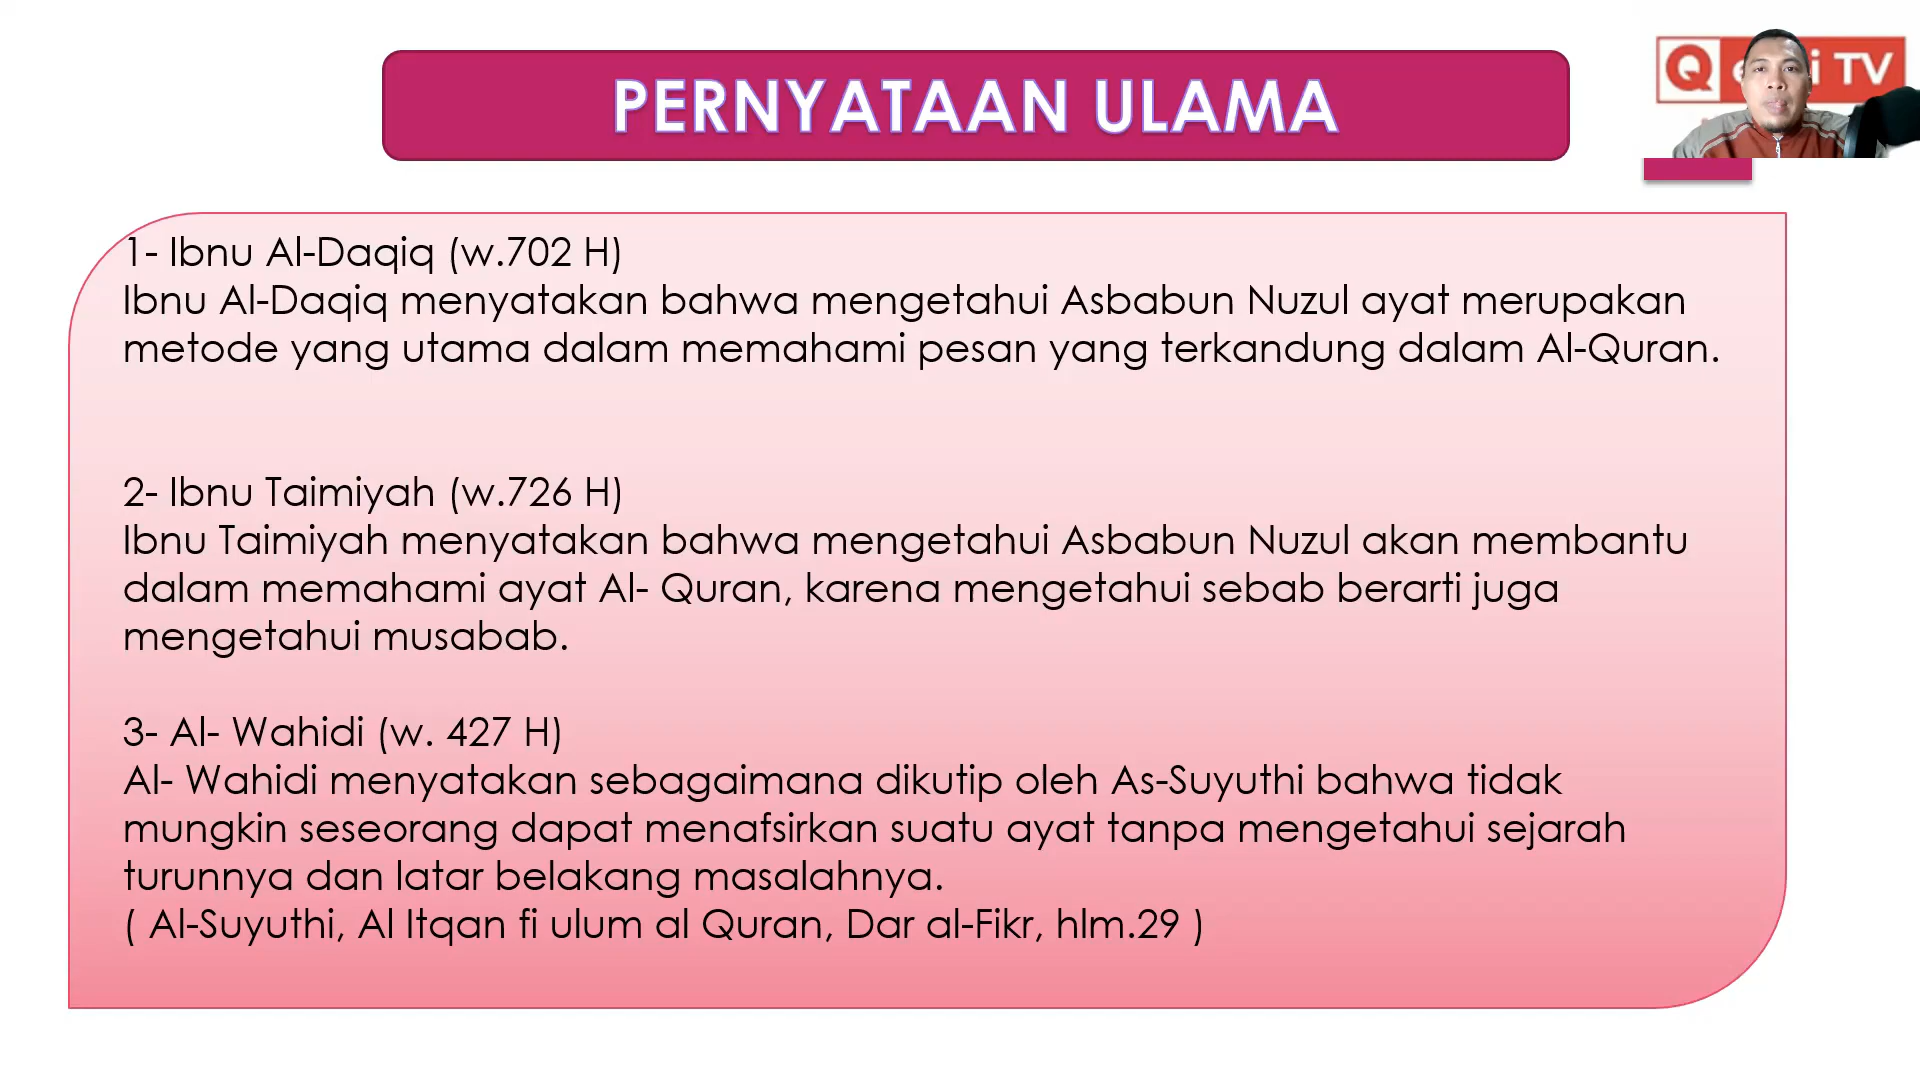 PERNYATAAN ULAMA
Q e i TV
1- Ibnu Al-Daqiq (w.702 H)
Ibnu Al-Daqiq menyatakan bahwa mengetahui Asbabun Nuzul ayat merupakan
metode yang utama dalam memahami pesan yang terkandung dalam Al-Quran.
2- Ibnu Taimiyah (w.726 H)
Ibnu Taimiyah menyatakan bahwa mengetahui Asbabun Nuzul akan membantu
dalam memahami ayat Al- Quran, karena mengetahui sebab berarti juga
mengetahui musabab.
3- Al- Wahidi (w. 427 H)
Al- Wahidi menyatakan sebagaimana dikutip oleh As-Suyuthi bahwa tidak
mungkin seseorang dapat menafsirkan suatu ayat tanpa mengetahui sejarah
turunnya dan latar belakang masalahnya.
( Al-Suyuthi, Al Itqan fi ulum al Quran, Dar al-Fikr, hlm.29 )